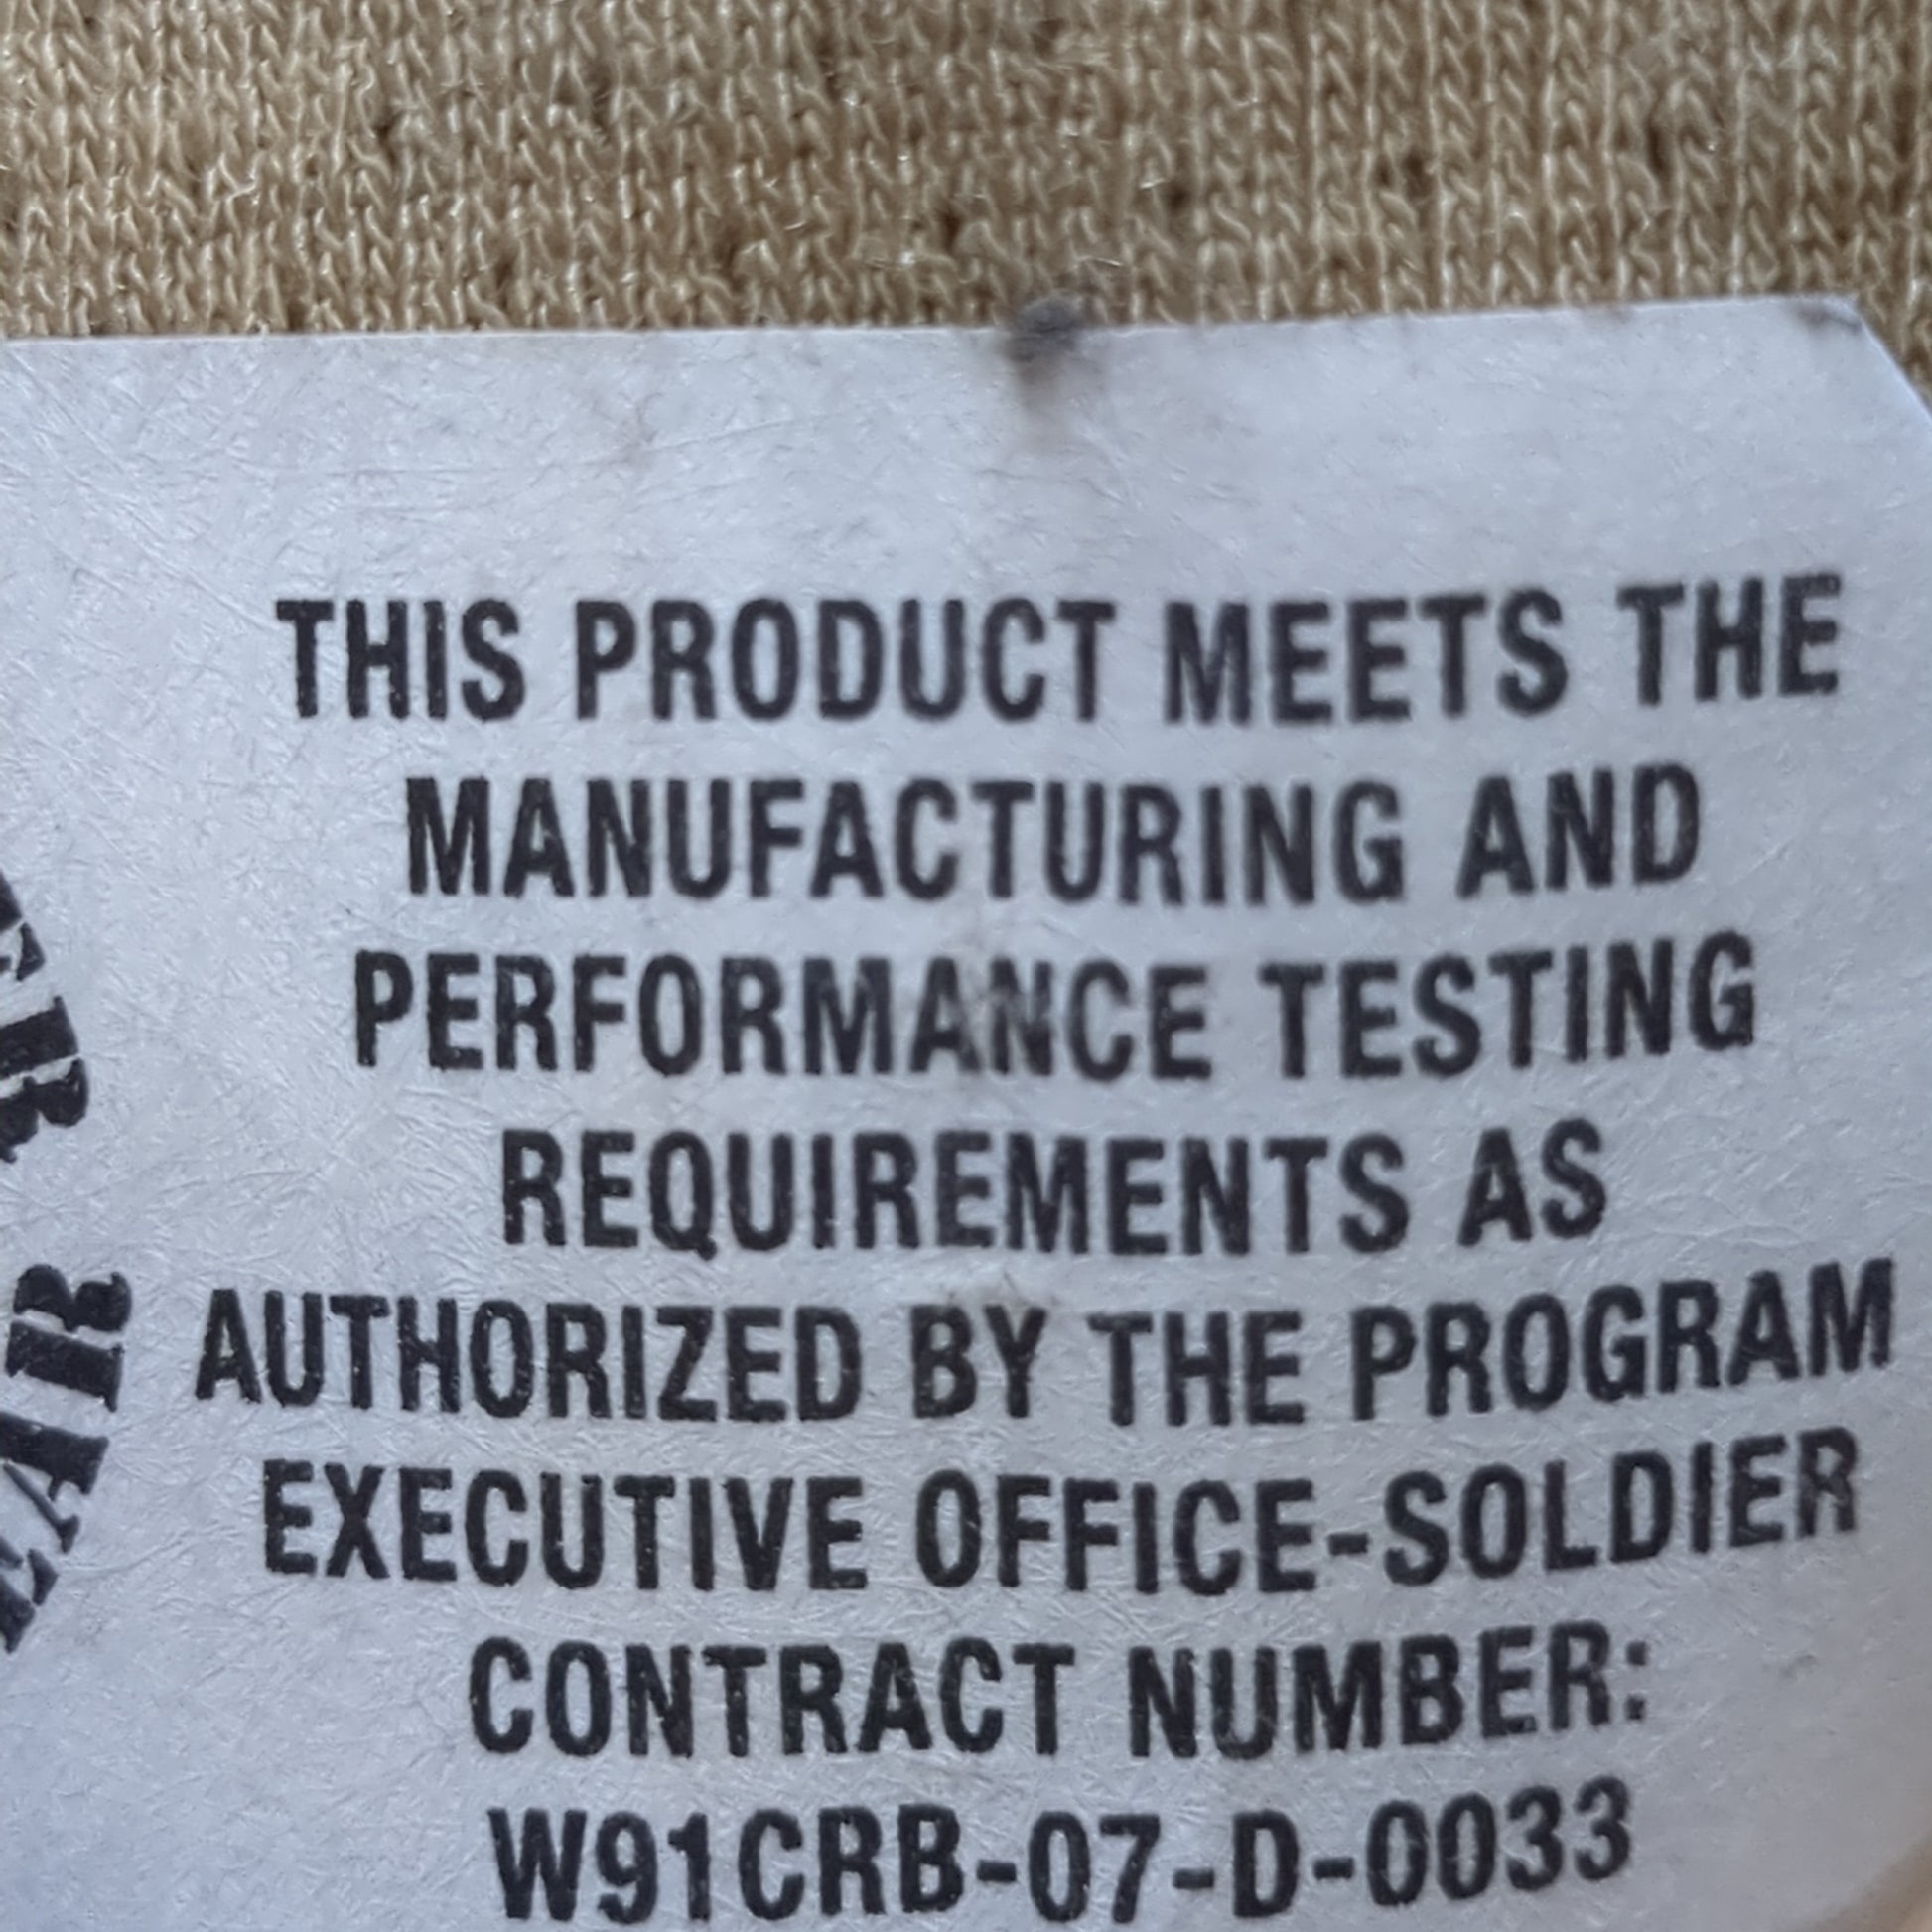 THIS PRODUCT MEETS THE
MANUFACTURING AND
PERFORMANCE TESTING
REQUIREMENTS AS
AUTHORIZED BY THE PROGRAM
EXECUTIVE OFFICE-SOLDIER
CONTRACT NUMBER:
W91CRB-07-D-0033